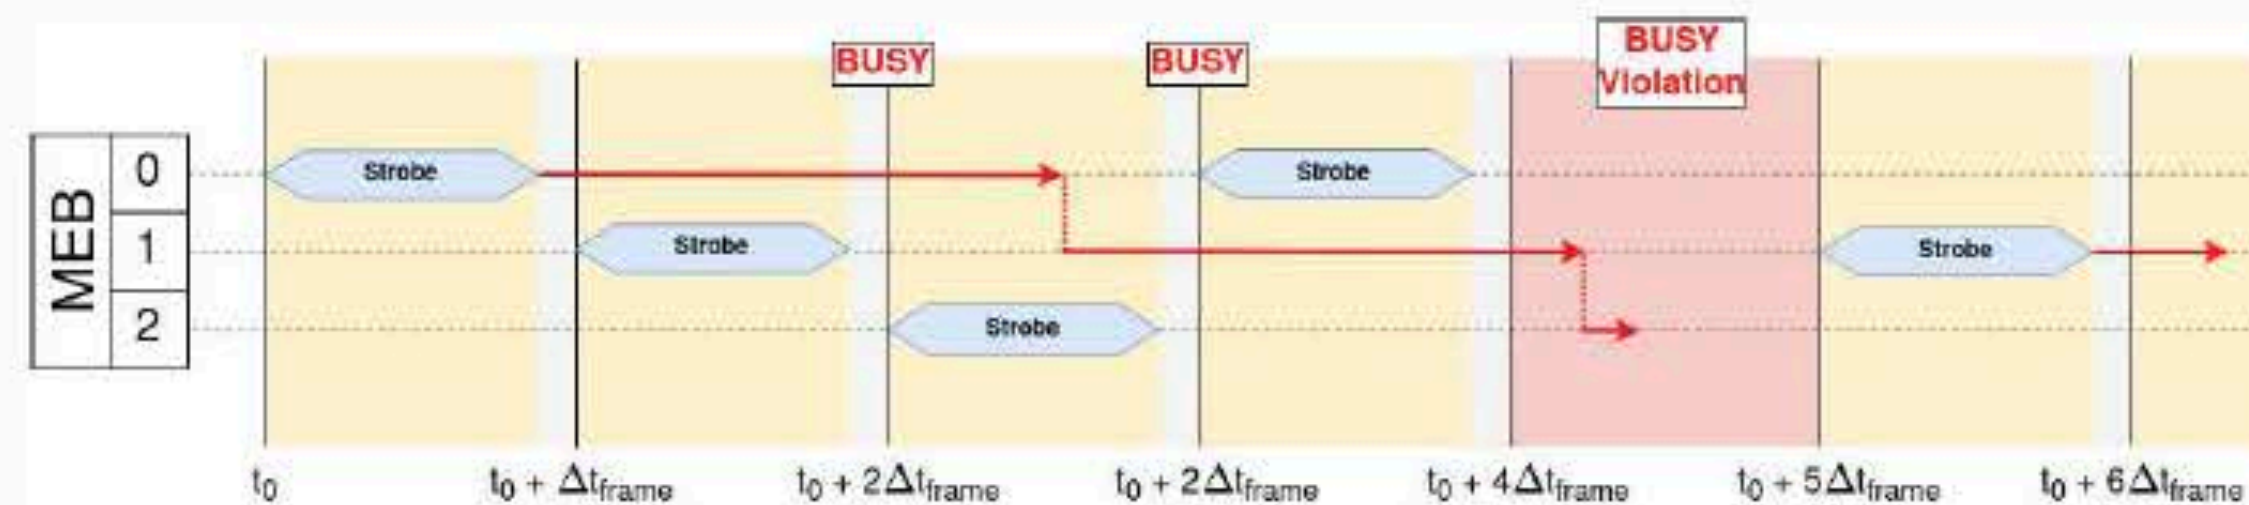 BUSY
BUSY
BUSY
Violation
MEB
0
Strobe
Strobe
1
Strobe
Strobe
2
Strobe
t0
t0 + Δtframe
t0 + 2Δtframe
t0 + 2Δtframe
t0 + 4Δtframe
t0 + 5Δtframe
t0 + 6Δtframe